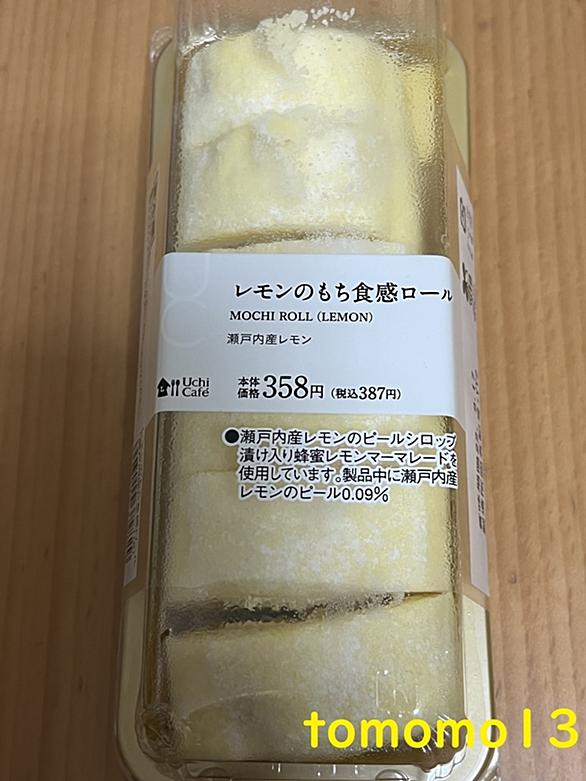 レモンのもち食感ロール
MOCHI ROLL (LEMON)
瀬戸内産レモン
Uchi
Café
本体
価格358円 (税込387円)
●瀬戸内産レモンのピールシロップ
漬け入り蜂蜜レモンマーマレードを
使用しています。製品中に瀬戸内産
レモンのピール0.09%
tomomo13